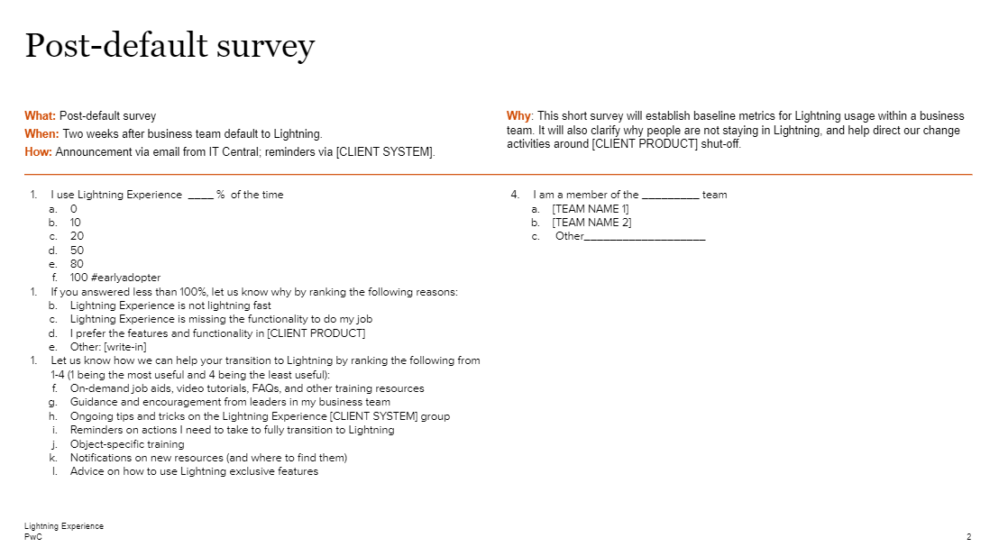 Post-default survey
What: Post-default survey
When: Two weeks after business team default to Lightning.
How: Announcement via email from IT Central; reminders via [CLIENT SYSTEM].
Why: This short survey will establish baseline metrics for Lightning usage within a business
team. It will also clarify why people are not staying in Lightning, and help direct our change
activities around [CLIENT PRODUCT] shut-off.
1. I use Lightning Experience ____ % of the time
a. 0
b. 10
c. 20
d. 50
e. 80
f. 100 #earlyadopter
1. If you answered less than 100%, let us know why by ranking the following reasons:
b. Lightning Experience is not lightning fast
c. Lightning Experience is missing the functionality to do my job
d. I prefer the features and functionality in [CLIENT PRODUCT]
e. Other: [write-in]
1. Let us know how we can help your transition to Lightning by ranking the following from
1-4 (1 being the most useful and 4 being the least useful):
f. On-demand job aids, video tutorials, FAQs, and other training resources
g. Guidance and encouragement from leaders in my business team
h. Ongoing tips and tricks on the Lightning Experience [CLIENT SYSTEM] group
i. Reminders on actions I need to take to fully transition to Lightning
j. Object-specific training
k. Notifications on new resources (and where to find them)
l. Advice on how to use Lightning exclusive features
4. I am a member of the _________ team
a. [TEAM NAME 1]
b. [TEAM NAME 2]
c. Other___________________
Lightning Experience
PwC
2